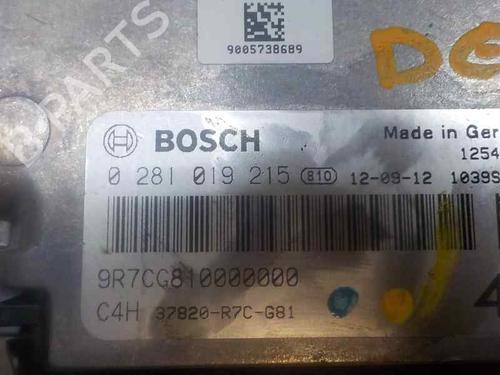 B-PARTS
9005738689
BOSCH
Made in Ger
0 281 019 215 810 12-09-12 1039S
1254
9R7CG810000000
C4H 37820-R7C-G81